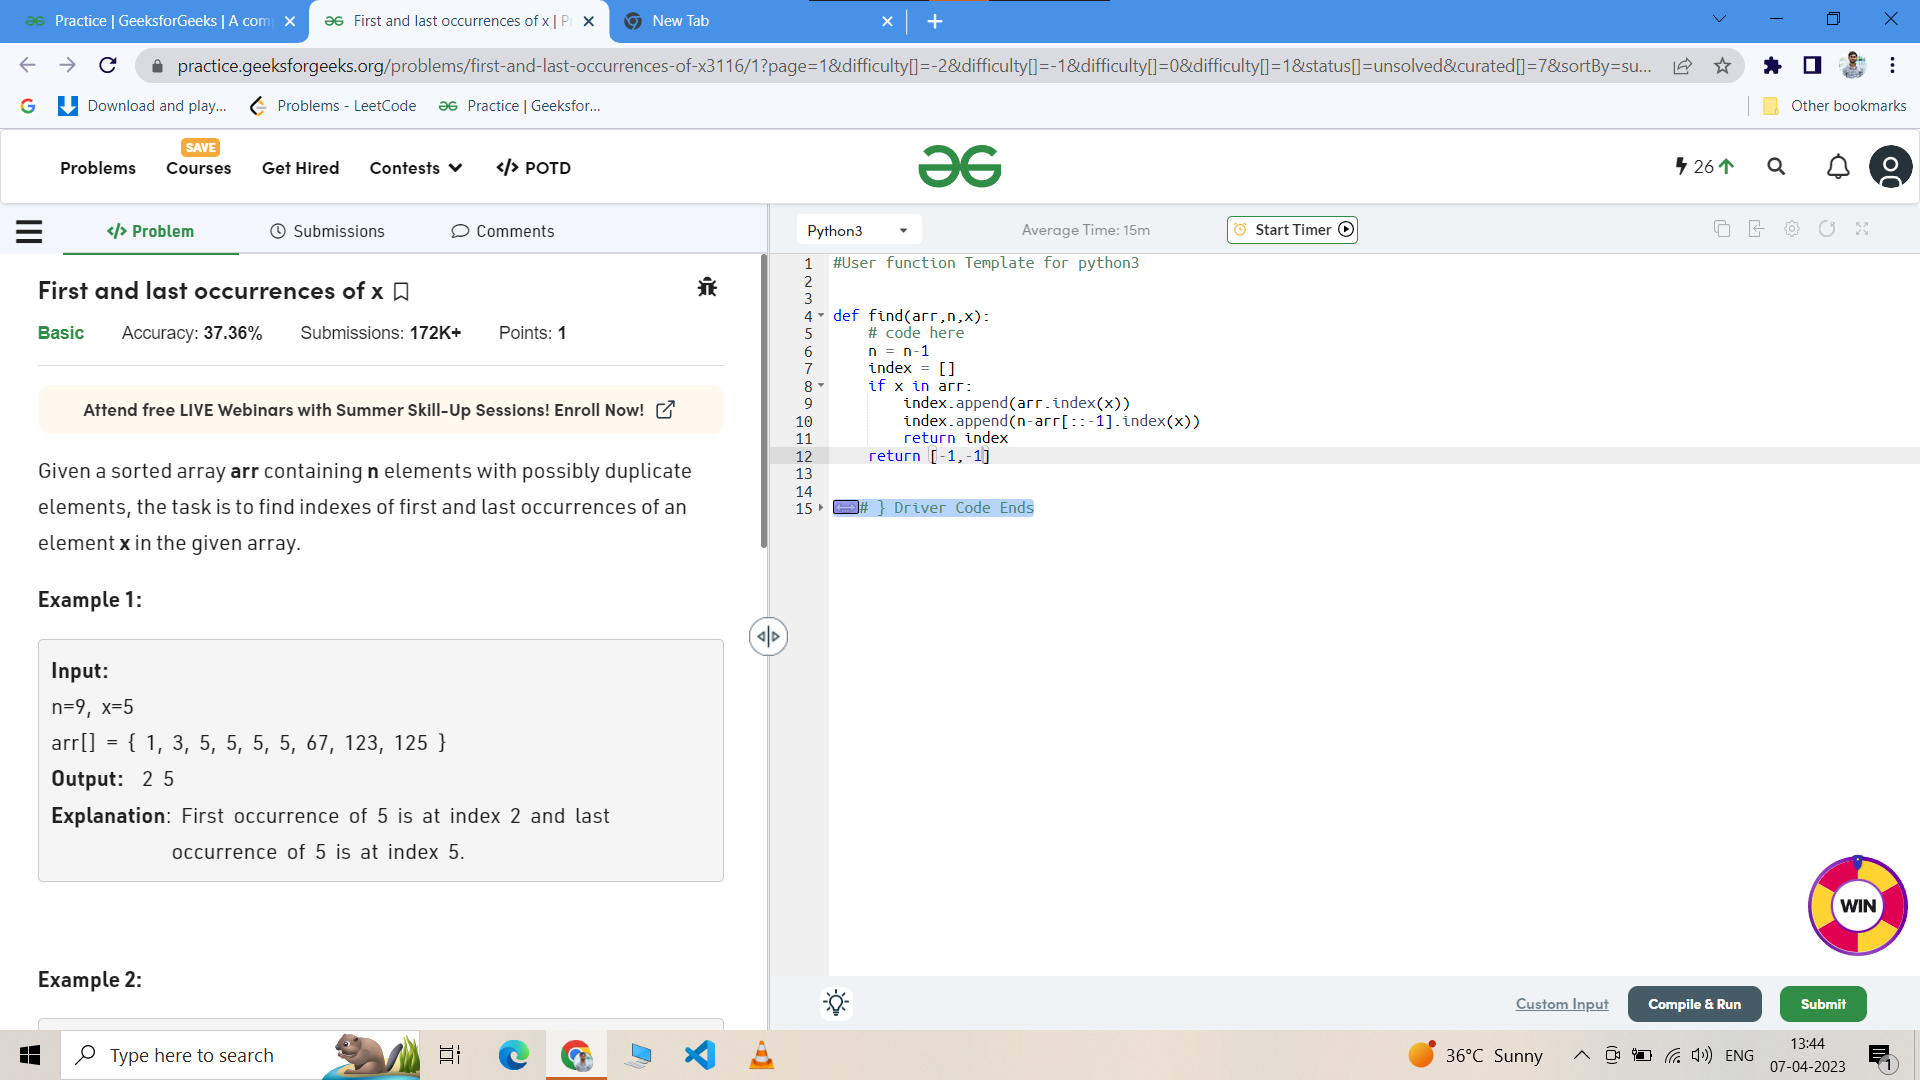 Practice | GeeksforGeeks | A com
First and last occurrences of x | P
New Tab
practice.geeksforgeeks.org/problems/first-and-last-occurrences-of-x3116/1?page=1&difficulty[]=-2&difficulty[]=-1&difficulty[]=0&difficulty[]=1&status[]=unsolved&curated[]=7&sortBy=su...
Download and play...
Problems - LeetCode
Practice | Geeksfor...
Other bookmarks
Problems
SAVE
Courses
Get Hired
Contests
</> POTD
26
</> Problem
Submissions
Comments
Python3
Average Time: 15m
Start Timer
First and last occurrences of x
Basic Accuracy: 37.36% Submissions: 172K+ Points: 1
Attend free LIVE Webinars with Summer Skill-Up Sessions! Enroll Now!
Given a sorted array arr containing n elements with possibly duplicate
elements, the task is to find indexes of first and last occurrences of an
element x in the given array.
Example 1:
Input:
n=9, x=5
arr[] = { 1, 3, 5, 5, 5, 5, 67, 123, 125 }
Output: 2 5
Explanation: First occurrence of 5 is at index 2 and last
occurrence of 5 is at index 5.
Example 2:
1 #User function Template for python3
2
3
4 def find(arr,n,x):
5 # code here
6 n = n-1
7 index = []
8 if x in arr:
9 index.append(arr.index(x))
10 index.append(n-arr[::-1].index(x))
11 return index
12 return [-1,-1]
13
14
15 # } Driver Code Ends
WIN
Custom Input
Compile & Run
Submit
Type here to search
36°C Sunny
ENG
13:44
07-04-2023
1